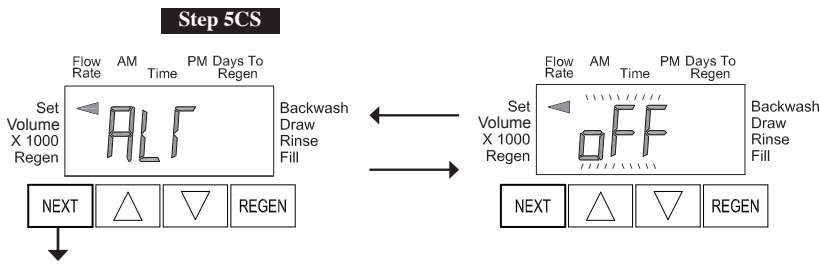 Step 5CS
Flow Rate AM Time PM Days To Regen
Set
Volume
X 1000
Regen
ALT
Backwash
Draw
Rinse
Fill
NEXT REGEN
Flow Rate AM Time PM Days To Regen
Set
Volume
X 1000
Regen
oFF
Backwash
Draw
Rinse
Fill
NEXT REGEN